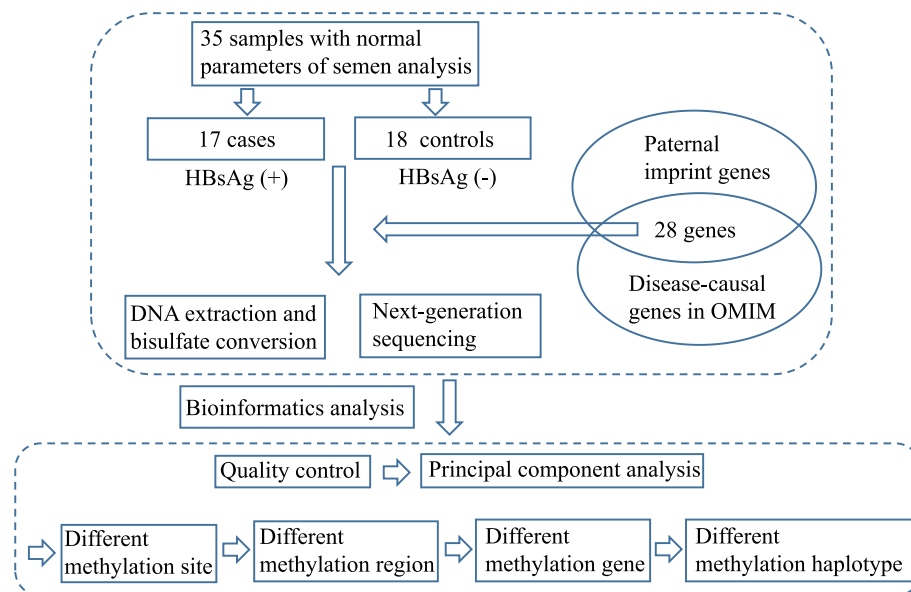 35 samples with normal
parameters of semen analysis
17 cases
18 controls
HBsAg (+)
HBsAg (-)
Paternal
imprint genes
28 genes
Disease-causal
genes in OMIM
DNA extraction and
bisulfate conversion
Next-generation
sequencing
Bioinformatics analysis
Quality control
Principal component analysis
Different
methylation site
Different
methylation region
Different
methylation gene
Different
methylation haplotype